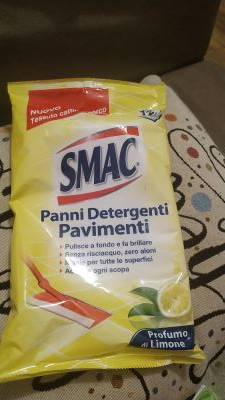 NUOVO
Tessuto
SMAC
Panni Detergenti
Pavimenti
• Pulisce a fondo e fa brillare
• Senza risciacquo, zero aloni
per tutte le superfici
ogni scopa
Profumo
di Limone